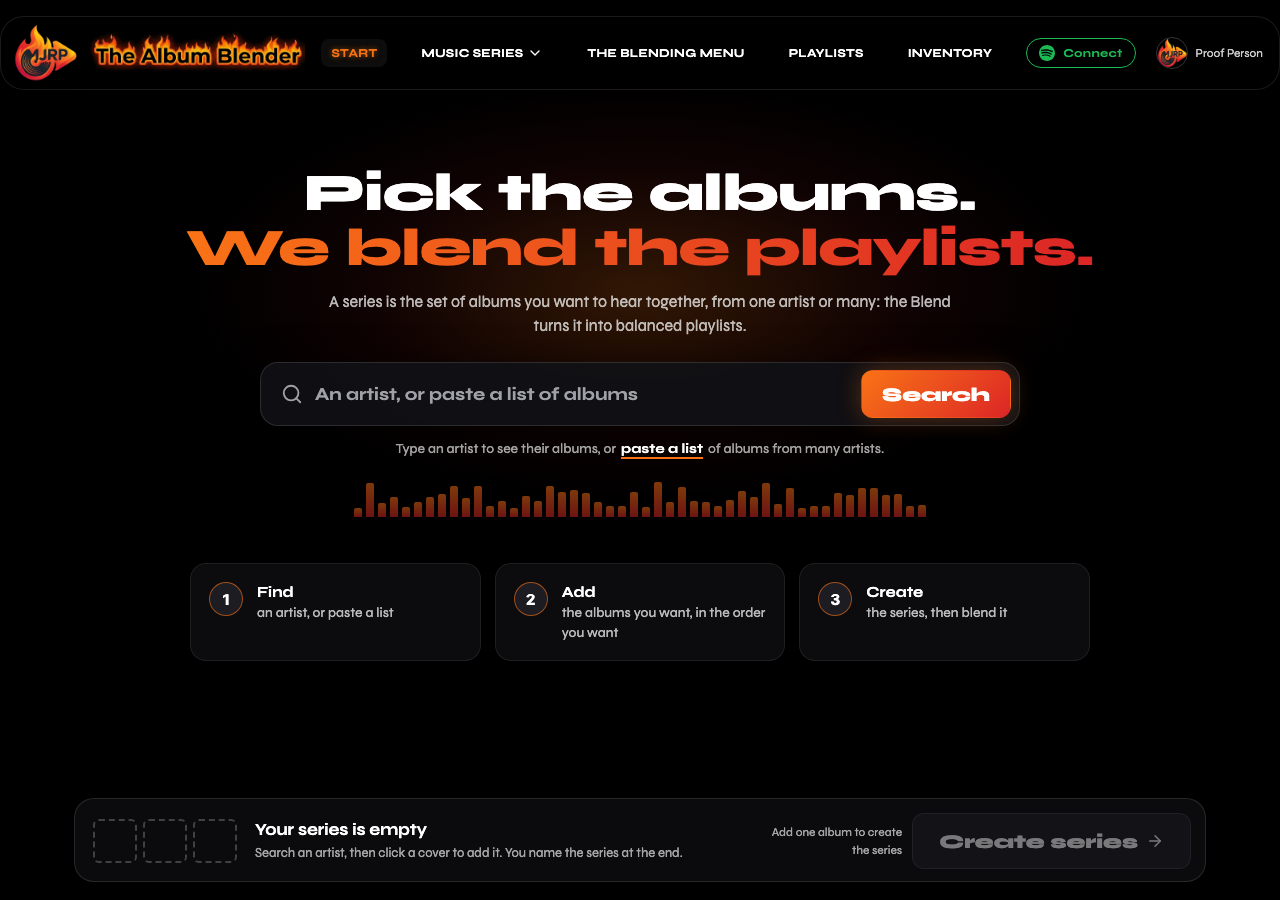 MJRP The Album Blender START MUSIC SERIES THE BLENDING MENU PLAYLISTS INVENTORY Connect MJRP Proof Person
Pick the albums.
We blend the playlists.
A series is the set of albums you want to hear together, from one artist or many: the Blend
turns it into balanced playlists.
An artist, or paste a list of albums Search
Type an artist to see their albums, or paste a list of albums from many artists.
1 Find
an artist, or paste a list
2 Add
the albums you want, in the order
you want
3 Create
the series, then blend it
Your series is empty
Search an artist, then click a cover to add it. You name the series at the end.
Add one album to create
the series
Create series